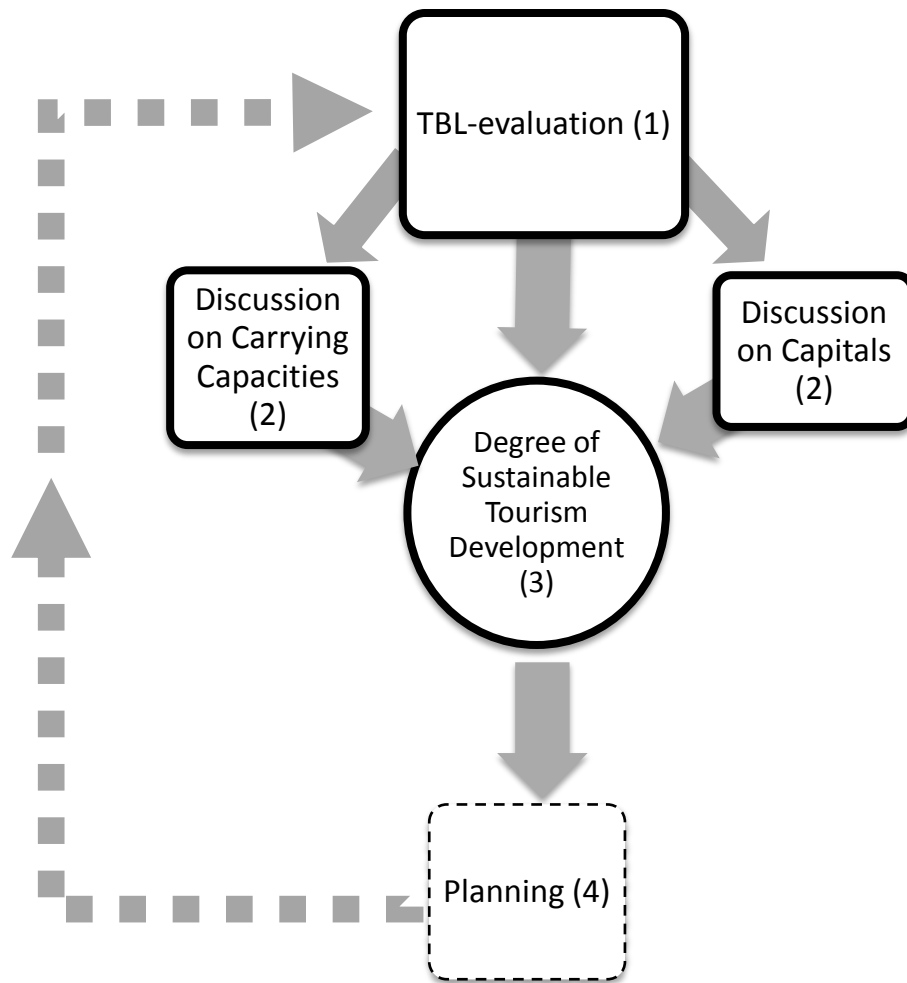 TBL-evaluation (1)
Discussion
on Carrying
Capacities
(2)
Discussion
on Capitals
(2)
Degree of
Sustainable
Tourism
Development
(3)
Planning (4)